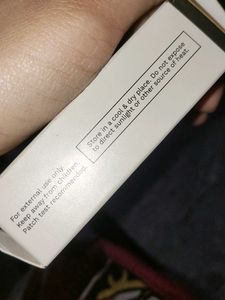 Store in a cool & dry place. Do not expose
to direct sunlight or other source of heat.
For external use only.
Keep away from children.
Patch test recommended.